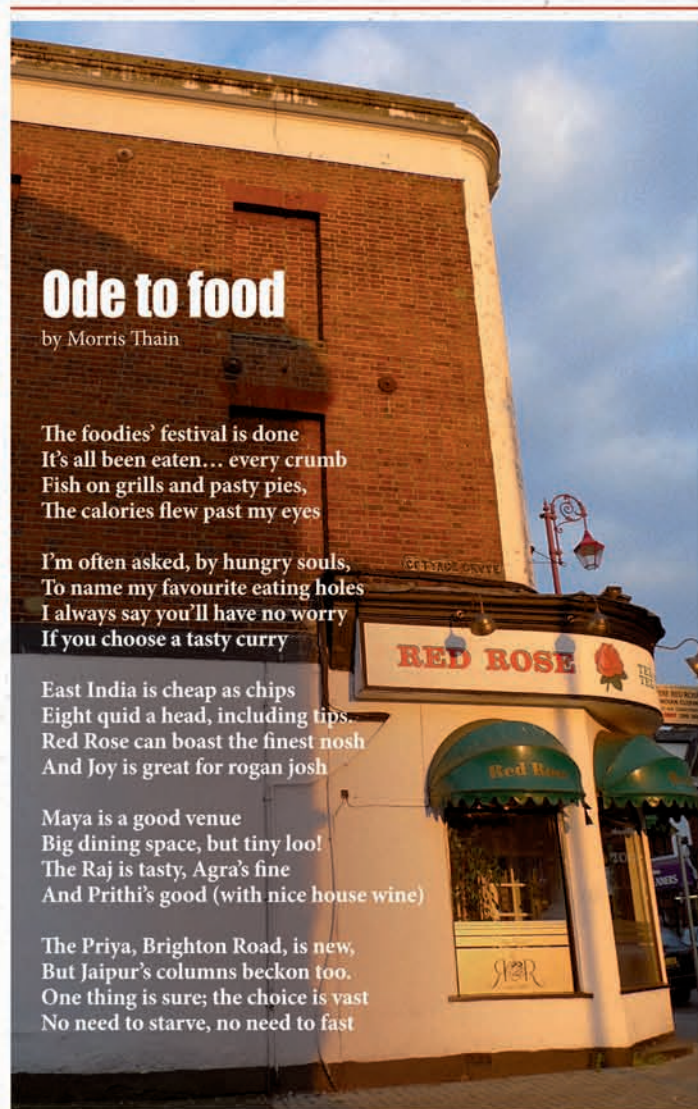 Ode to food
by Morris Thain
The foodies’ festival is done
It’s all been eaten… every crumb
Fish on grills and pasty pies,
The calories flew past my eyes
I’m often asked, by hungry souls,
To name my favourite eating holes
I always say you’ll have no worry
If you choose a tasty curry
East India is cheap as chips
Eight quid a head, including tips.
Red Rose can boast the finest nosh
And Joy is great for rogan josh
Maya is a good venue
Big dining space, but tiny loo!
The Raj is tasty, Agra’s fine
And Prithi’s good (with nice house wine)
The Priya, Brighton Road, is new,
But Jaipur’s columns beckon too.
One thing is sure; the choice is vast
No need to starve, no need to fast
COTTAGE GROVE
RED ROSE
Red Rose